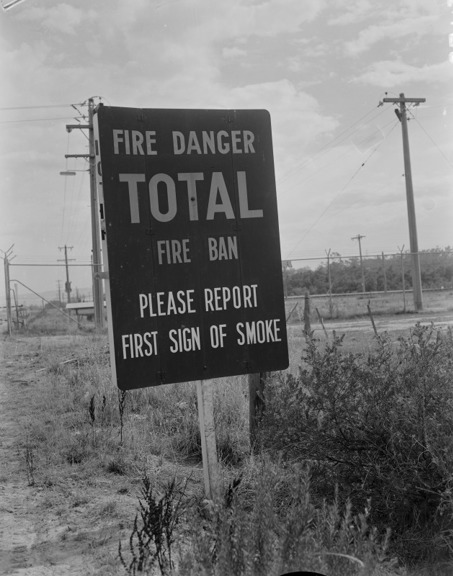 FIRE DANGER
TOTAL
FIRE BAN
PLEASE REPORT
FIRST SIGN OF SMOKE